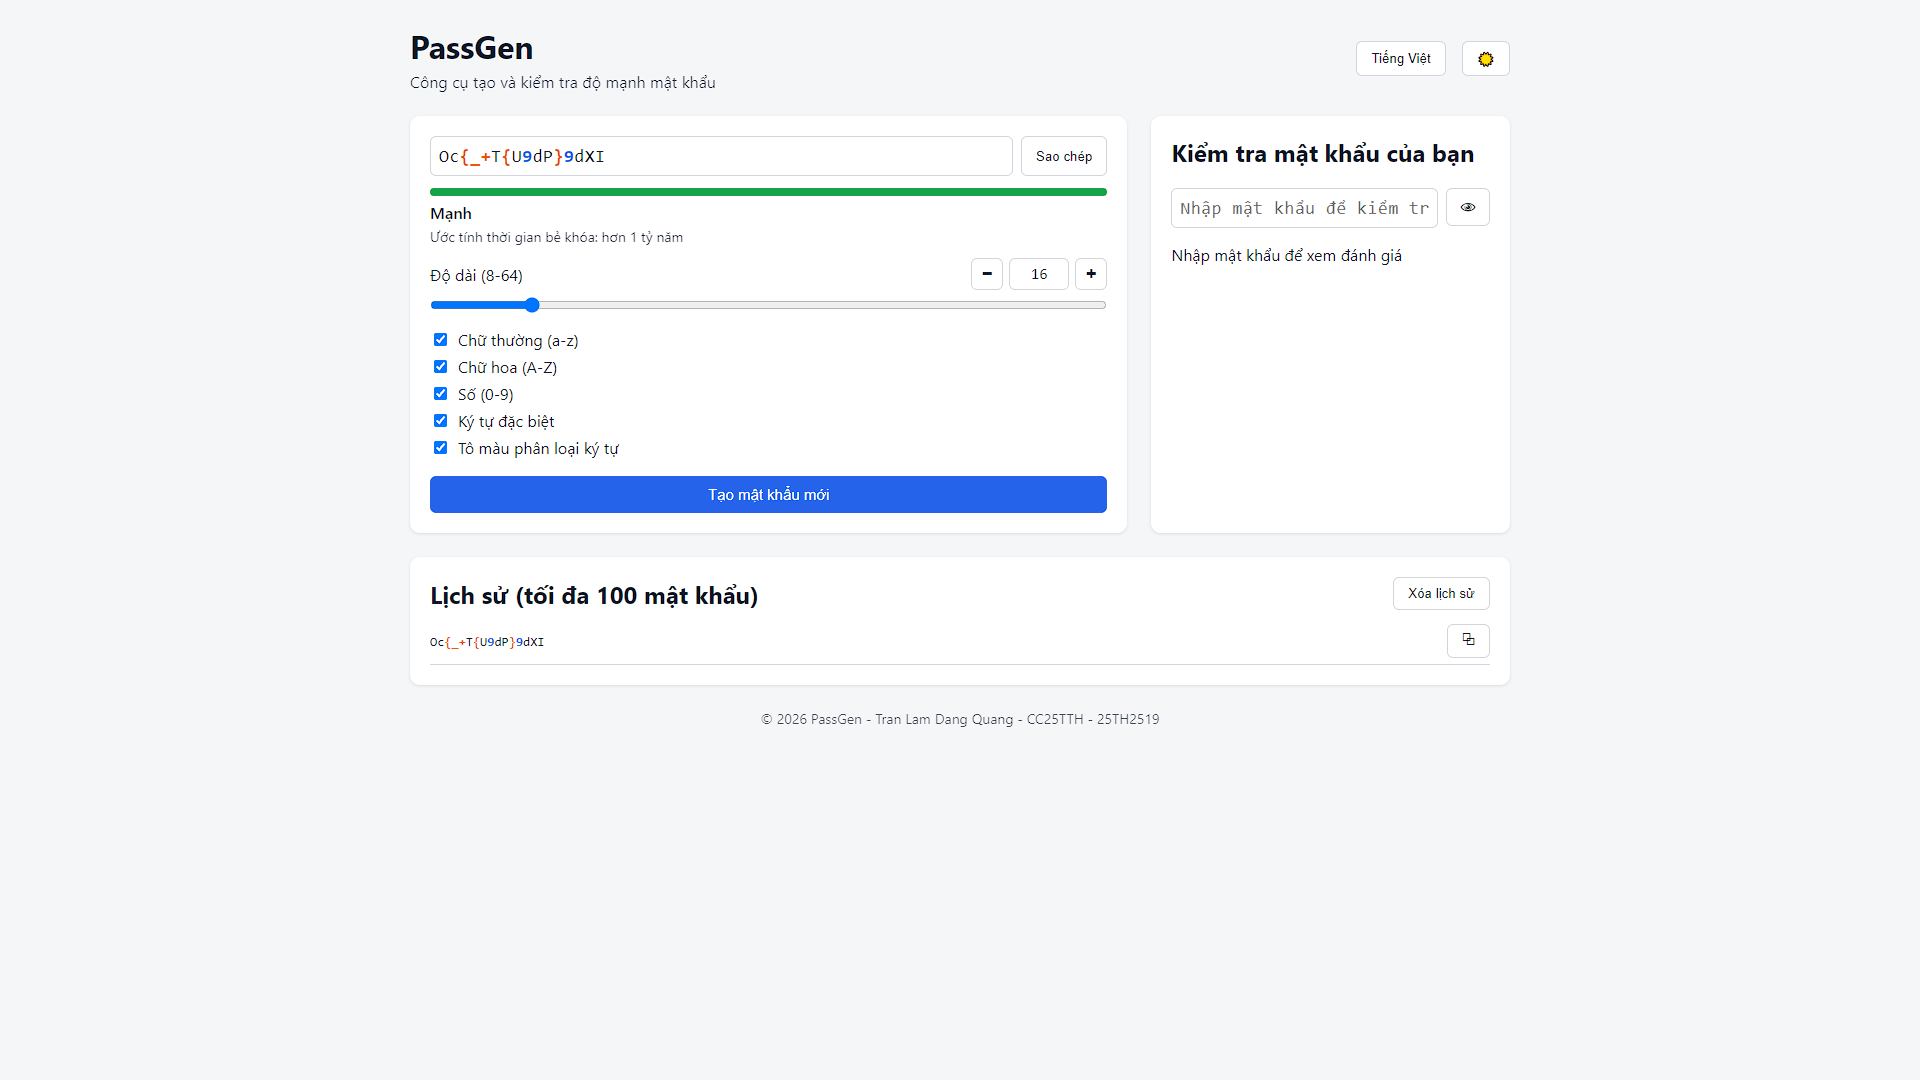 PassGen
Công cụ tạo và kiểm tra độ mạnh mật khẩu
Tiếng Việt
Oc{_+T{U9dP}9dXI
Sao chép
Mạnh
Ước tính thời gian bẻ khóa: hơn 1 tỷ năm
Độ dài (8-64)
16
Chữ thường (a-z)
Chữ hoa (A-Z)
Số (0-9)
Ký tự đặc biệt
Tô màu phân loại ký tự
Tạo mật khẩu mới
Kiểm tra mật khẩu của bạn
Nhập mật khẩu để kiểm tr
Nhập mật khẩu để xem đánh giá
Lịch sử (tối đa 100 mật khẩu)
Xóa lịch sử
Oc{_+T{U9dP}9dXI
© 2026 PassGen - Tran Lam Dang Quang - CC25TTH - 25TH2519